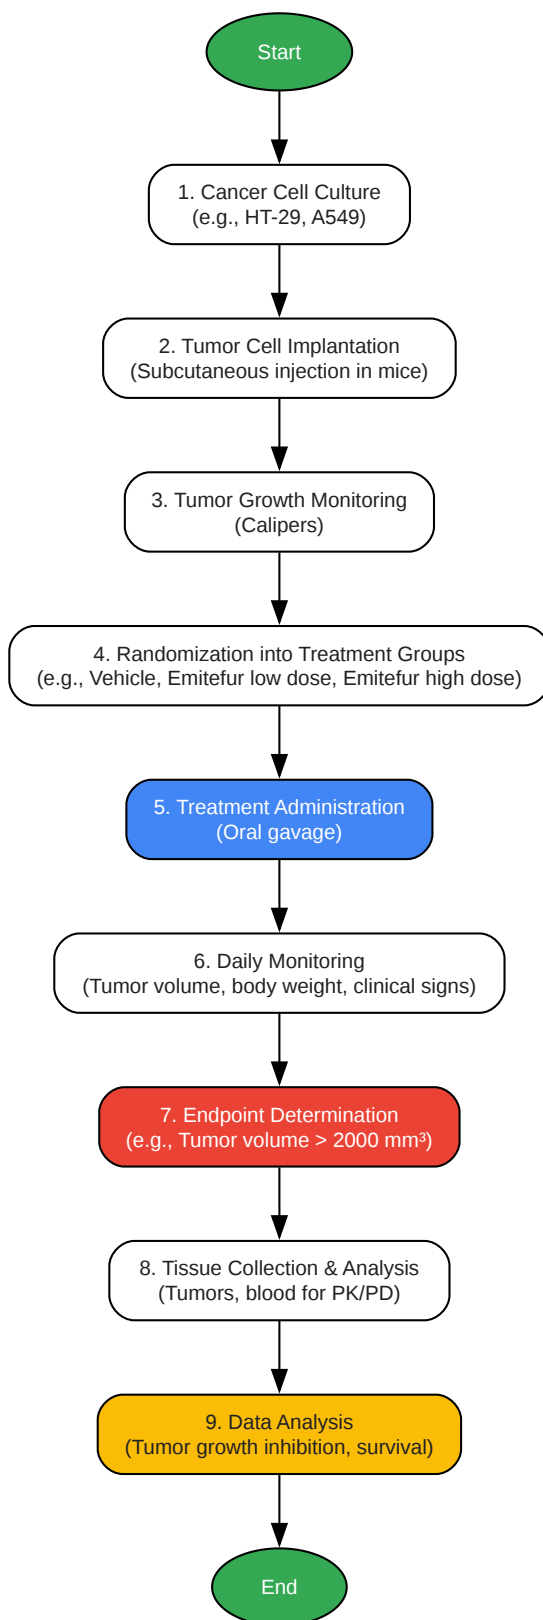 Start
1. Cancer Cell Culture
(e.g., HT-29, A549)
2. Tumor Cell Implantation
(Subcutaneous injection in mice)
3. Tumor Growth Monitoring
(Calipers)
4. Randomization into Treatment Groups
(e.g., Vehicle, Emitefur low dose, Emitefur high dose)
5. Treatment Administration
(Oral gavage)
6. Daily Monitoring
(Tumor volume, body weight, clinical signs)
7. Endpoint Determination
(e.g., Tumor volume > 2000 mm³)
8. Tissue Collection & Analysis
(Tumors, blood for PK/PD)
9. Data Analysis
(Tumor growth inhibition, survival)
End